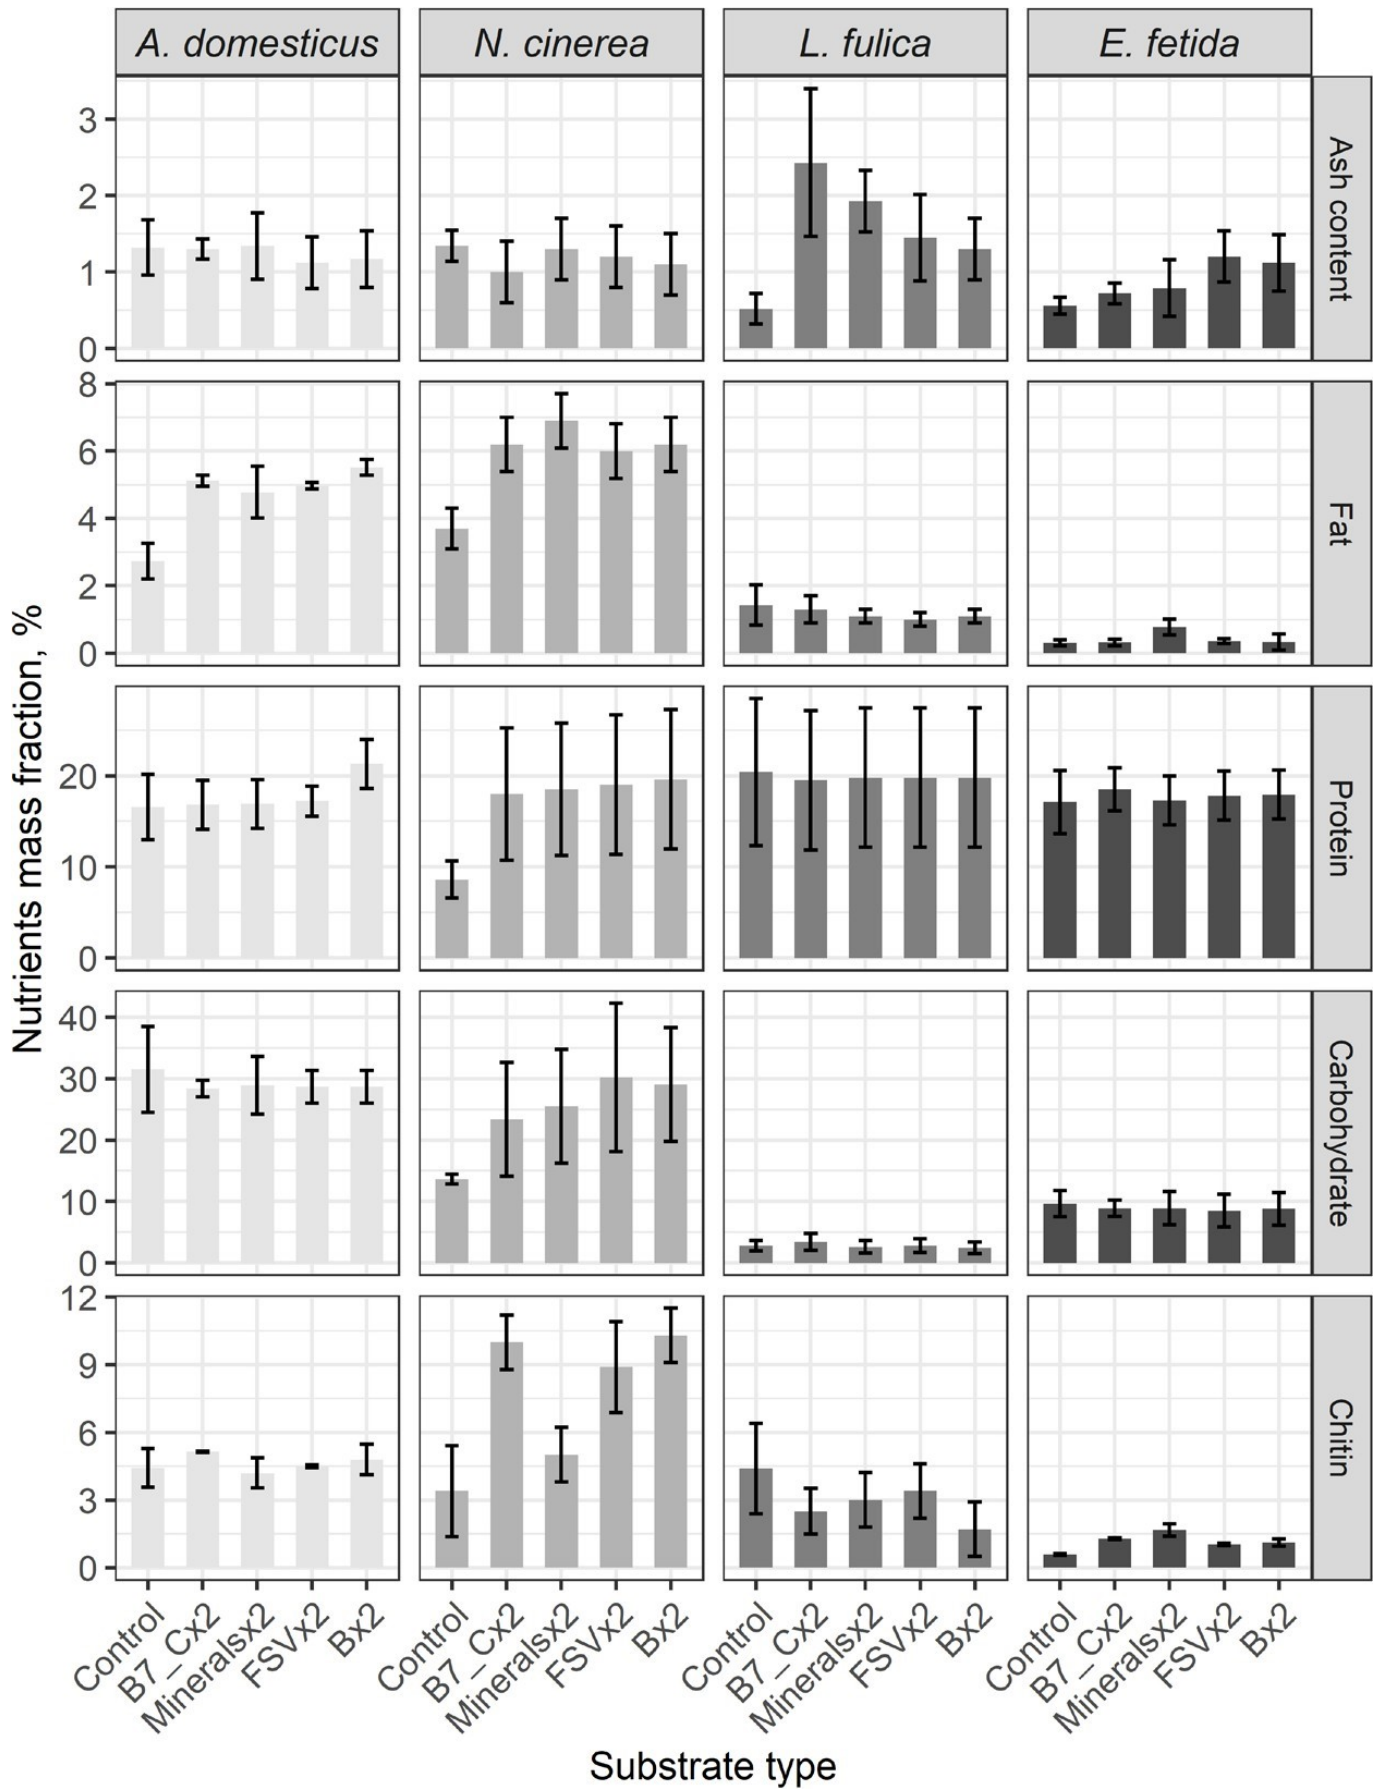 A. domesticus N. cinerea L. fulica E. fetida
3
2
1
0
Ash content
8
6
4
2
0
Fat
20
10
0
Protein
40
30
20
10
0
Carbohydrate
12
9
6
3
0
Chitin
Nutrients mass fraction, %
Control B7_Cx2 Mineralsx2 FSVx2 Bx2 Control B7_Cx2 Mineralsx2 FSVx2 Bx2 Control B7_Cx2 Mineralsx2 FSVx2 Bx2 Control B7_Cx2 Mineralsx2 FSVx2 Bx2
Substrate type